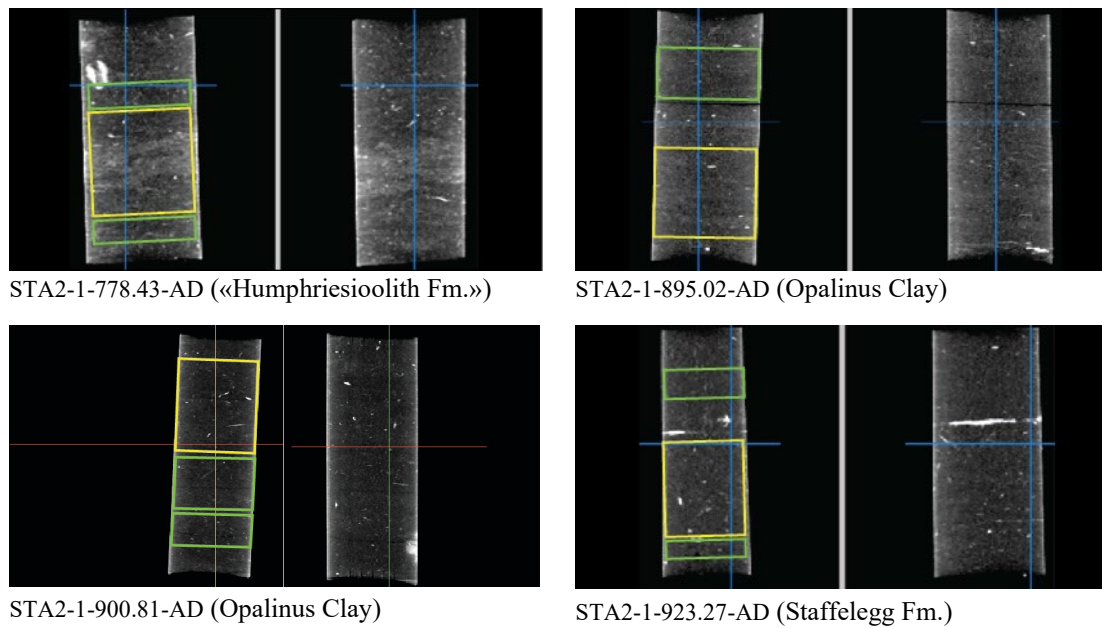 STA2-1-778.43-AD («Humphriesioolith Fm.»)
STA2-1-895.02-AD (Opalinus Clay)
STA2-1-900.81-AD (Opalinus Clay)
STA2-1-923.27-AD (Staffelegg Fm.)